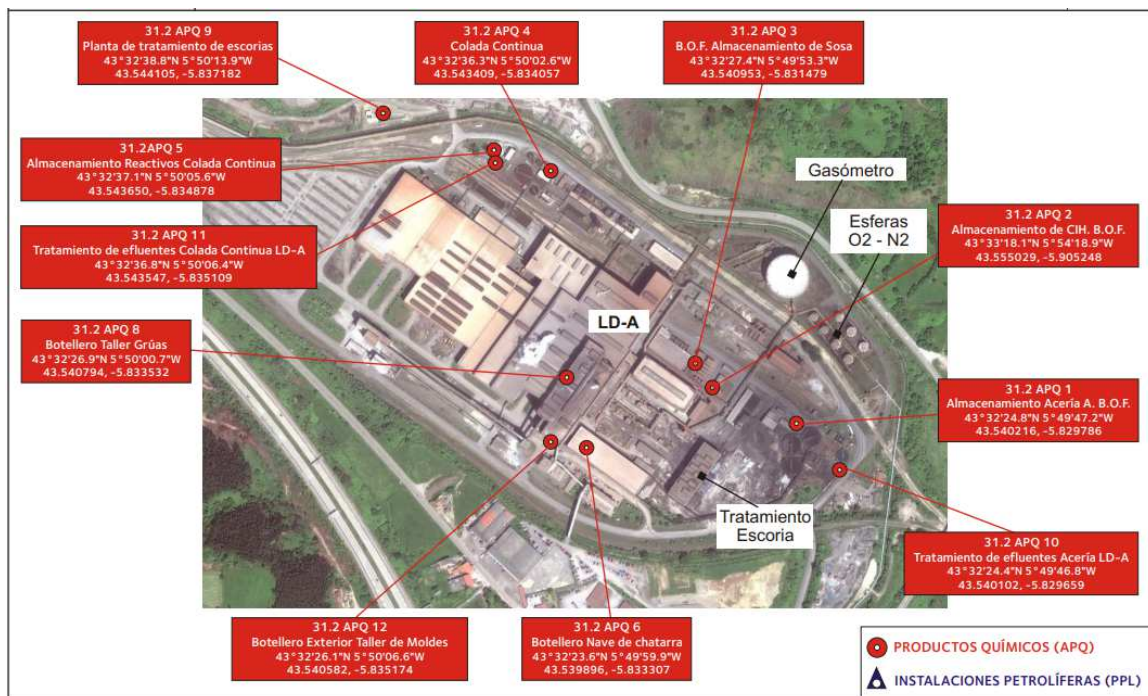 31.2 APQ 9
Planta de tratamiento de escorias
43°32'38.8"N 5°50'13.9"W
43.544105, -5.837182
31.2 APQ 4
Colada Continua
43°32'36.3"N 5°50'02.6"W
43.543409, -5.834057
31.2 APQ 3
B.O.F. Almacenamiento de Sosa
43°32'27.4"N 5°49'53.3"W
43.540953, -5.831479
31.2APQ 5
Almacenamiento Reactivos Colada Continua
43°32'37.1"N 5°50'05.6"W
43.543650, -5.834878
Gasómetro
Esferas
O2 - N2
31.2 APQ 2
Almacenamiento de CIH. B.O.F.
43°33'18.1"N 5°54'18.9"W
43.555029, -5.905248
31.2 APQ 11
Tratamiento de efluentes Colada Continua LD-A
43°32'36.8"N 5°50'06.4"W
43.543547, -5.835109
LD-A
31.2 APQ 8
Botellero Taller Grúas
43°32'26.9"N 5°50'00.7"W
43.540794, -5.833532
31.2 APQ 1
Almacenamiento Acería A. B.O.F.
43°32'24.8"N 5°49'47.2"W
43.540216, -5.829786
Tratamiento
Escoria
31.2 APQ 10
Tratamiento de efluentes Acería LD-A
43°32'24.4"N 5°49'46.8"W
43.540102, -5.829659
31.2 APQ 12
Botellero Exterior Taller de Moldes
43°32'26.1"N 5°50'06.6"W
43.540582, -5.835174
31.2 APQ 6
Botellero Nave de chatarra
43°32'23.6"N 5°49'59.9"W
43.539896, -5.833307
PRODUCTOS QUÍMICOS (APQ)
INSTALACIONES PETROLÍFERAS (PPL)